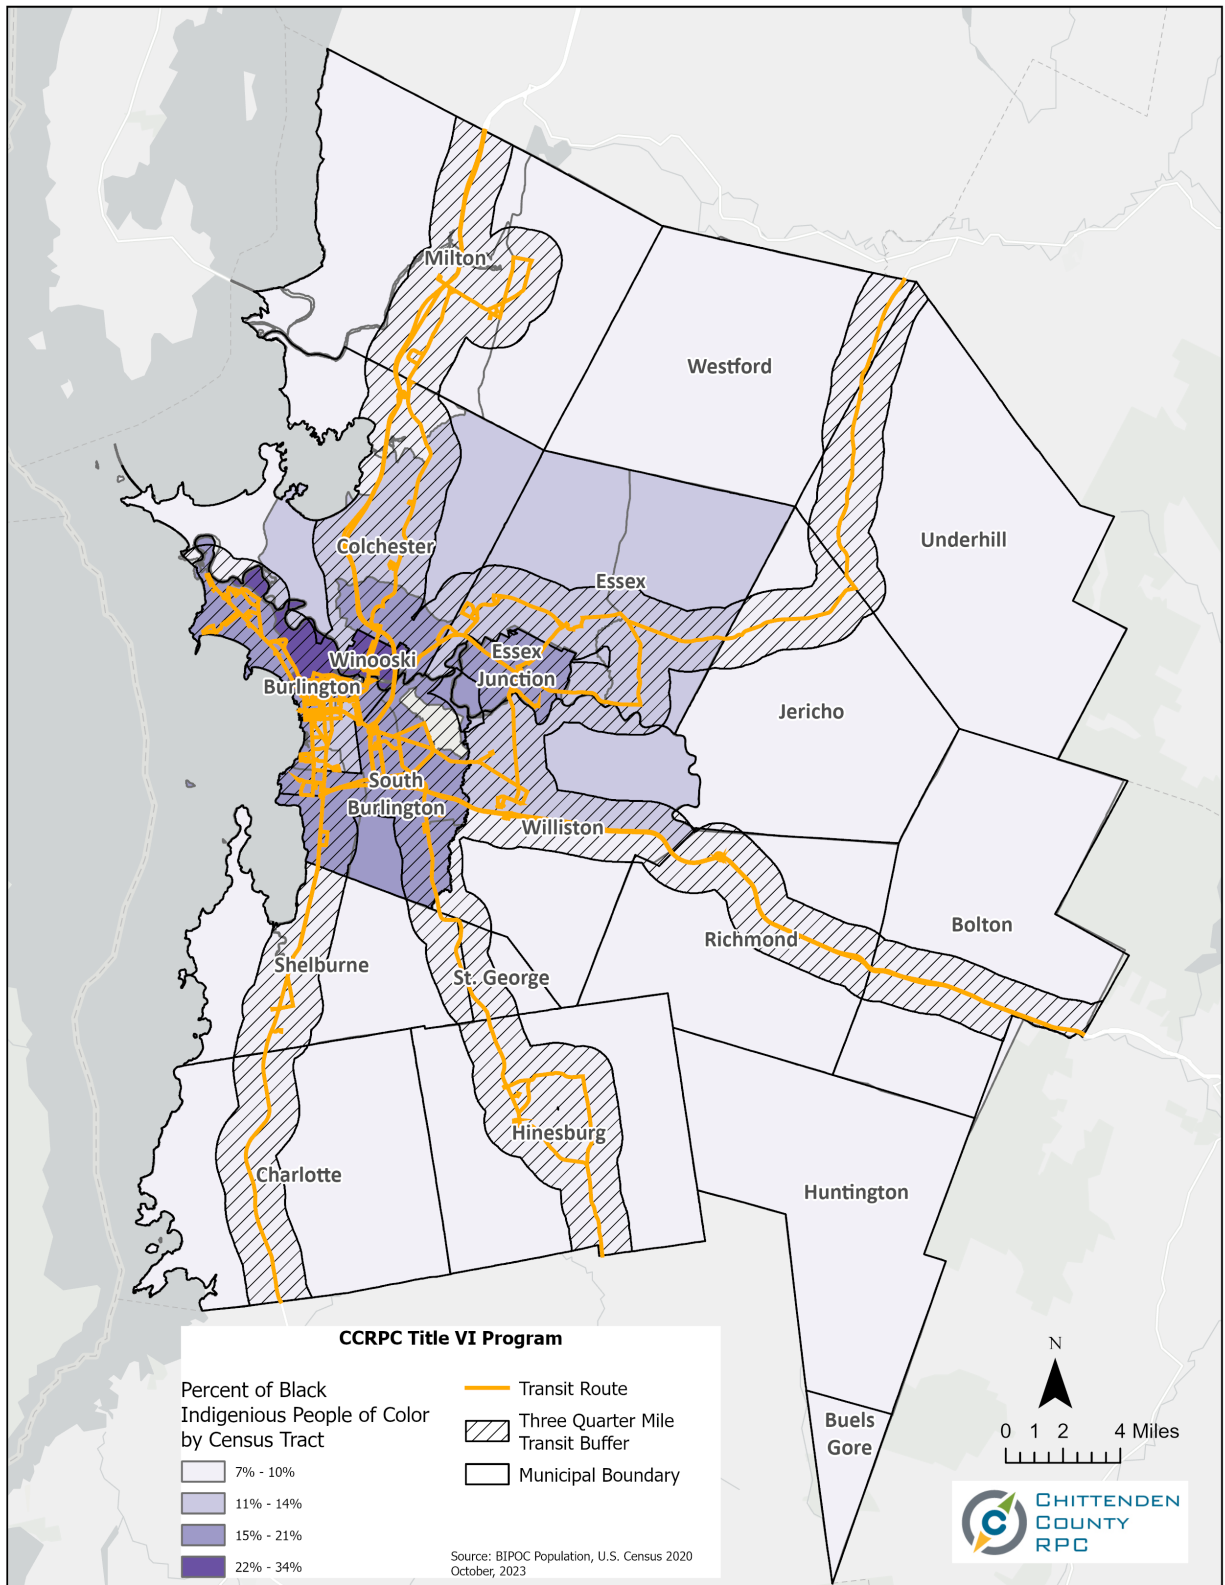 Milton
Westford
Underhill
Colchester
Essex
Essex
Junction
Winooski
Burlington
Jericho
South
Burlington
Williston
Bolton
Richmond
Shelburne
St. George
Hinesburg
Charlotte
Huntington
Buels
Gore
CCRPC Title VI Program
Percent of Black
Indigenious People of Color
by Census Tract
7% - 10%
11% - 14%
15% - 21%
22% - 34%
Transit Route
Three Quarter Mile
Transit Buffer
Municipal Boundary
Source: BIPOC Population, U.S. Census 2020
October, 2023
N
0 1 2 4 Miles
C
CHITTENDEN
COUNTY
RPC